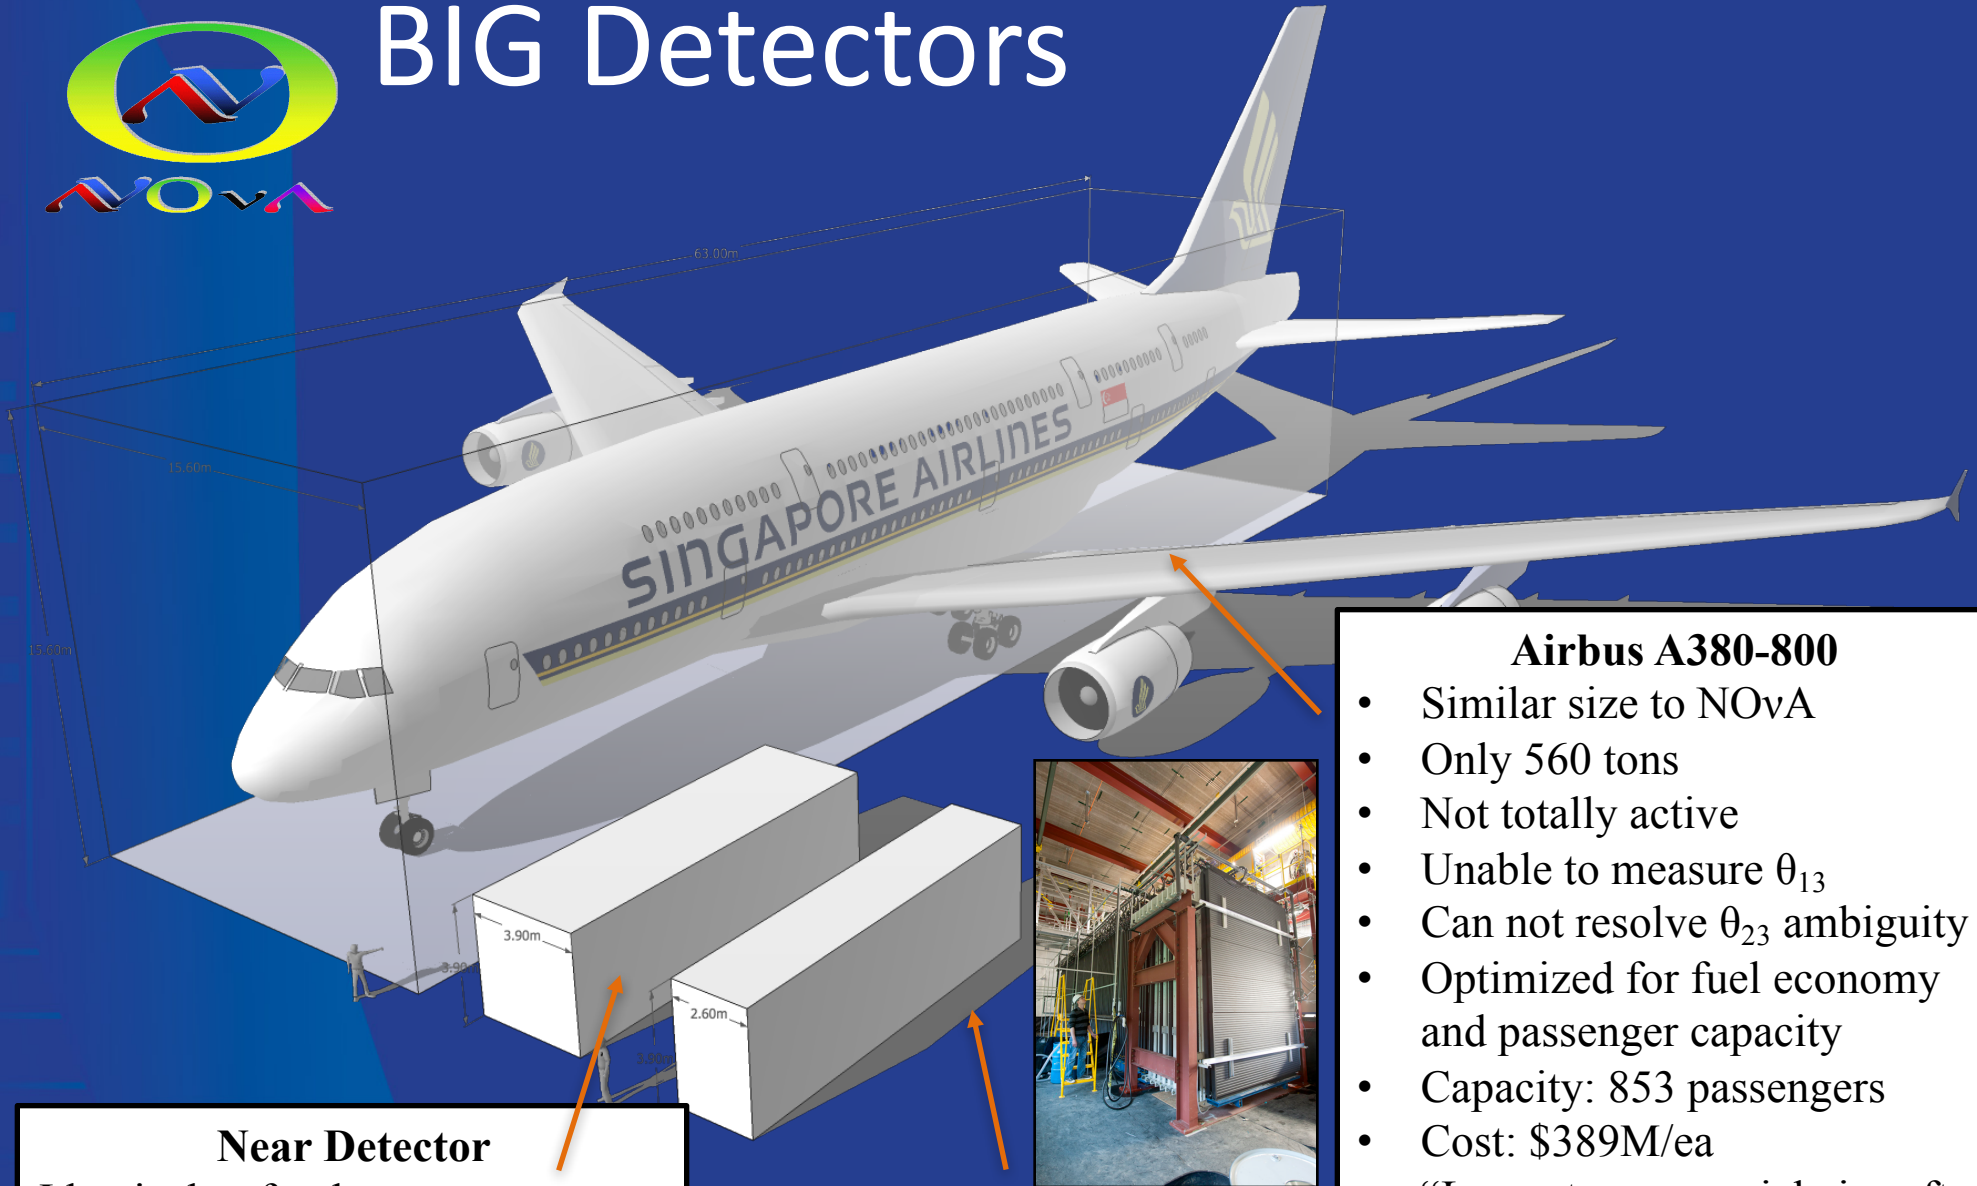 BIG Detectors
NOνA
63.00m
15.60m
15.60m
SINGAPORE AIRLINES
3.90m
3.90m
2.60m
Airbus A380-800
• Similar size to NOνA
• Only 560 tons
• Not totally active
• Unable to measure θ₁₃
• Can not resolve θ₂₃ ambiguity
• Optimized for fuel economy
and passenger capacity
• Capacity: 853 passengers
• Cost: $389M/ea
Near Detector